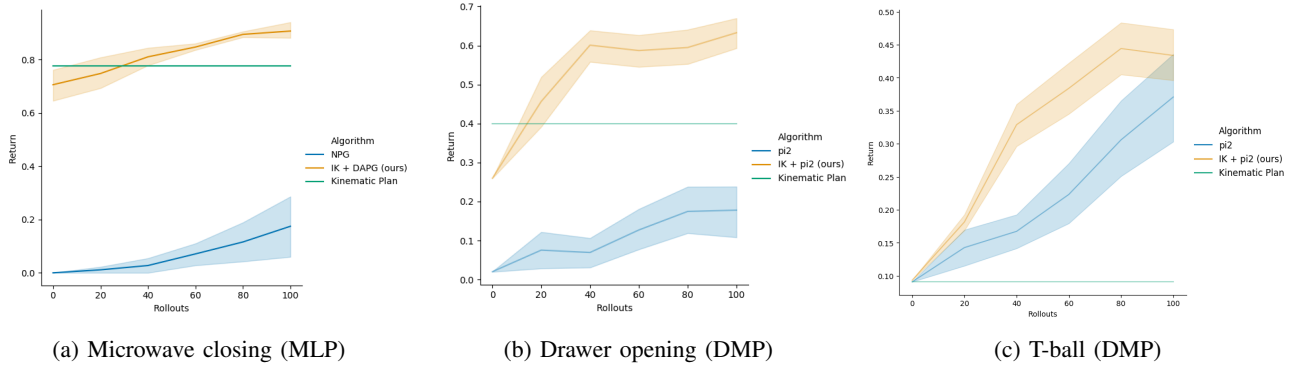 0.8
0.6
0.4
0.2
0.0
Return
0 20 40 60 80 100
Rollouts
Algorithm
NPG
IK + DAPG (ours)
Kinematic Plan
(a) Microwave closing (MLP)
0.7
0.6
0.5
0.4
0.3
0.2
0.1
0.0
Return
0 20 40 60 80 100
Rollouts
Algorithm
pi2
IK + pi2 (ours)
Kinematic Plan
(b) Drawer opening (DMP)
0.50
0.45
0.40
0.35
0.30
0.25
0.20
0.15
0.10
Return
0 20 40 60 80 100
Rollouts
Algorithm
pi2
IK + pi2 (ours)
Kinematic Plan
(c) T-ball (DMP)